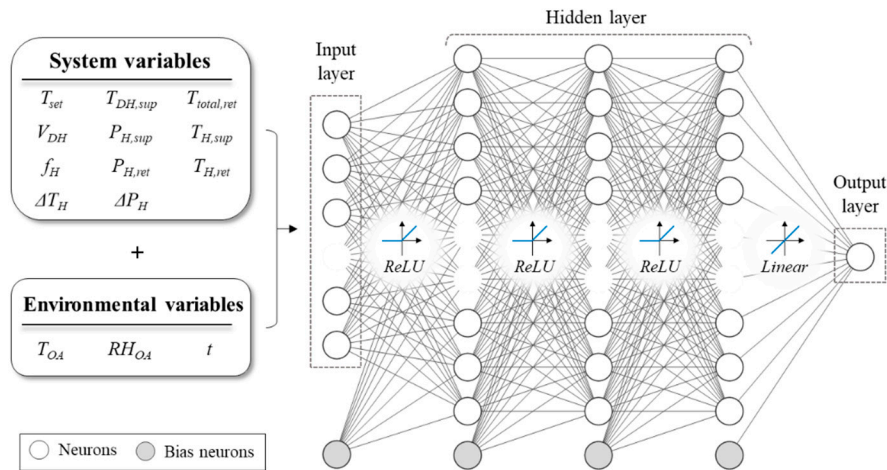 System variables
T_set T_DH,sup T_total,ret
V_DH P_H,sup T_H,sup
f_H P_H,ret T_H,ret
ΔT_H ΔP_H
+
Environmental variables
T_OA RH_OA t
Neurons Bias neurons
Input
layer
Hidden layer
ReLU ReLU ReLU Linear
Output
layer